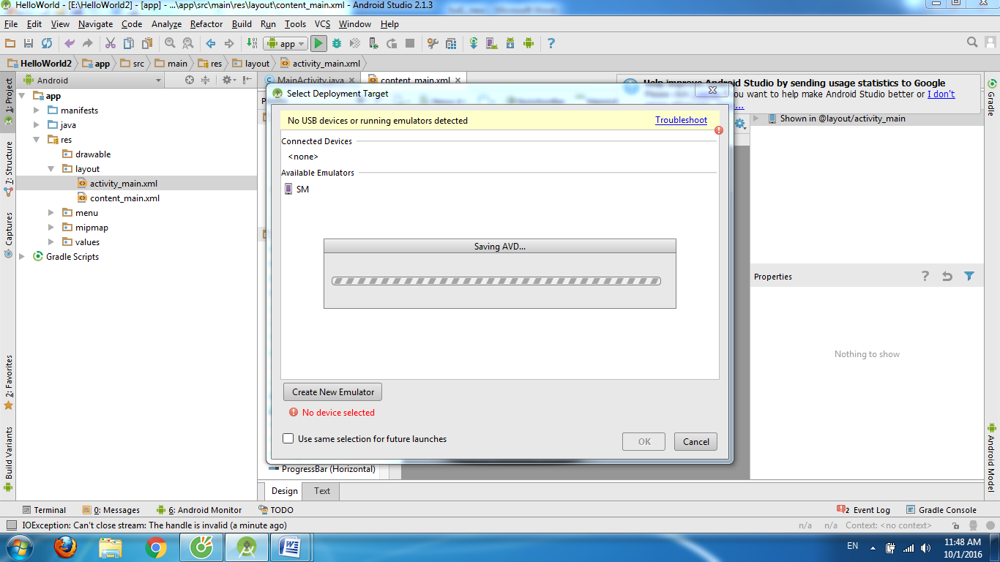 HelloWorld - [E:\HelloWorld2] - [app] - ...\app\src\main\res\layout\content_main.xml - Android Studio 2.1.3
File Edit View Navigate Code Analyze Refactor Build Run Tools VCS Window Help
app
HelloWorld2 app src main res layout activity_main.xml
Android
MainActivity.java content_main.xml
1: Project
7: Structure
Captures
2: Favorites
Build Variants
app
manifests
java
res
drawable
layout
activity_main.xml
content_main.xml
menu
mipmap
values
Gradle Scripts
Help improve Android Studio by sending usage statistics to Google
you want to help make Android Studio better or I don't
...
Shown in @layout/activity_main
Gradle
Android Model
Select Deployment Target
No USB devices or running emulators detected Troubleshoot
Connected Devices
<none>
Available Emulators
SM
Saving AVD...
Create New Emulator
No device selected
Use same selection for future launches
OK Cancel
Properties
Nothing to show
ProgressBar (Horizontal)
Design Text
Terminal 0: Messages 6: Android Monitor TODO
2 Event Log Gradle Console
IOException: Can't close stream: The handle is invalid (a minute ago)
n/a n/a Context: <no context>
EN
11:48 AM
10/1/2016